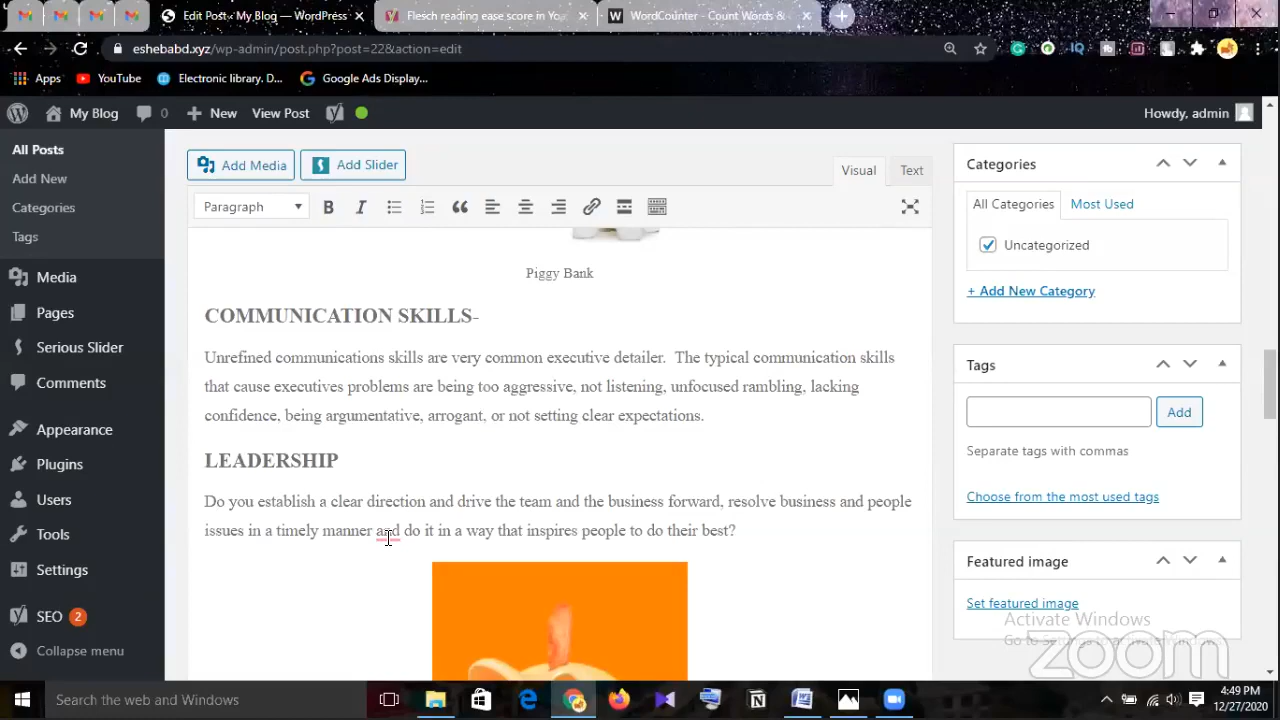 Edit Post ‹ My Blog — WordPress
Flesch reading ease score in Yo
WordCounter - Count Words &
eshebabd.xyz/wp-admin/post.php?post=228&action=edit
Apps
YouTube
Electronic library. D...
Google Ads Display...
My Blog
0
New
View Post
Howdy, admin
All Posts
Add New
Categories
Tags
Media
Pages
Serious Slider
Comments
Appearance
Plugins
Users
Tools
Settings
SEO 2
Collapse menu
Add Media
Add Slider
Visual
Text
Paragraph
Piggy Bank
COMMUNICATION SKILLS-
Unrefined communications skills are very common executive detailer. The typical communication skills
that cause executives problems are being too aggressive, not listening, unfocused rambling, lacking
confidence, being argumentative, arrogant, or not setting clear expectations.
LEADERSHIP
Do you establish a clear direction and drive the team and the business forward, resolve business and people
issues in a timely manner and do it in a way that inspires people to do their best?
Categories
All Categories
Most Used
Uncategorized
+ Add New Category
Tags
Add
Separate tags with commas
Choose from the most used tags
Featured image
Set featured image
Activate Windows
zoom
Search the web and Windows
4:49 PM
12/27/2020